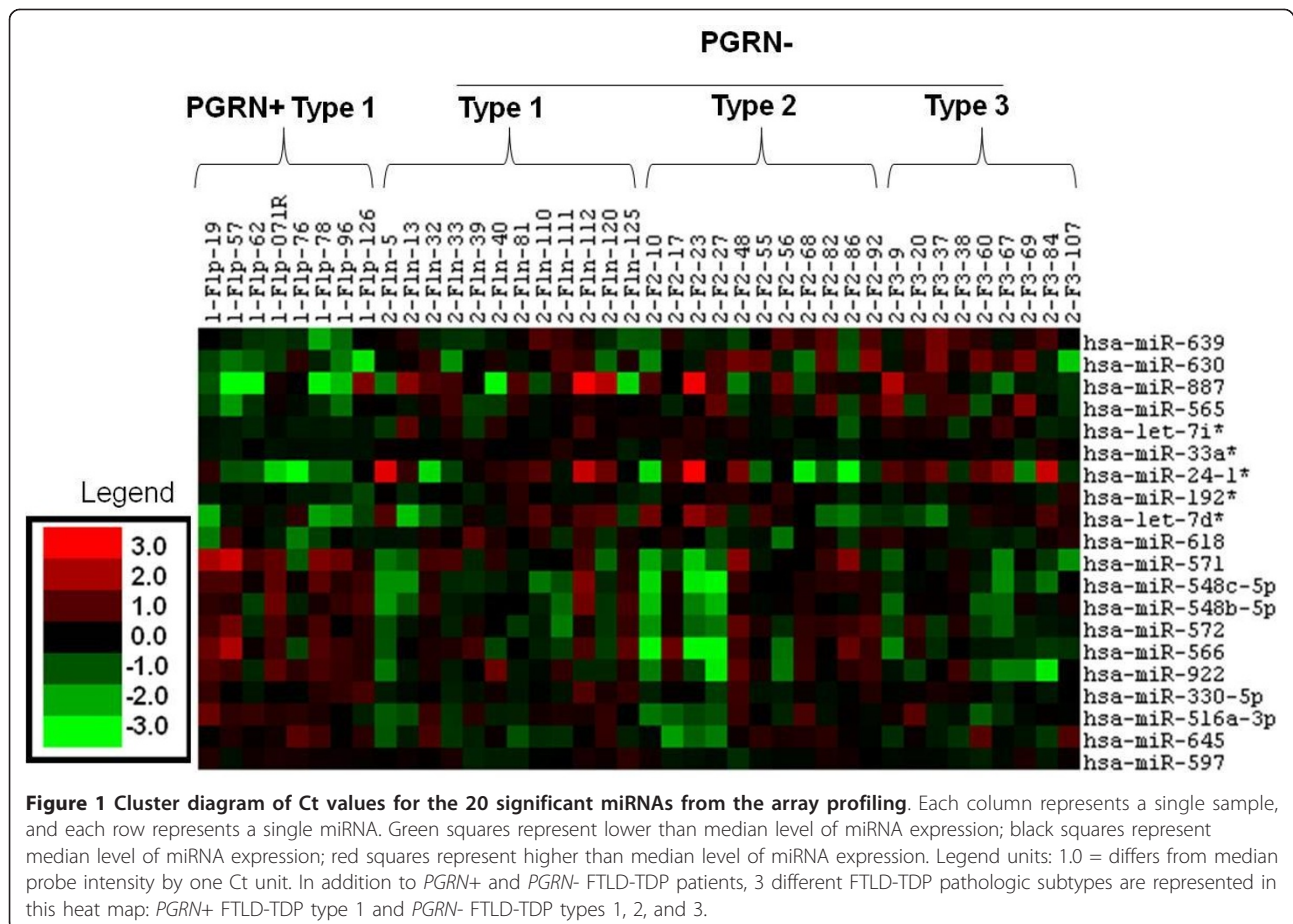 PGRN-
PGRN+ Type 1
Type 1
Type 2
Type 3
1-F1p-19
1-F1p-57
1-F1p-62
1-F1p-071R
1-F1p-76
1-F1p-78
1-F1p-96
1-F1p-126
2-F1n-5
2-F1n-13
2-F1n-32
2-F1n-33
2-F1n-39
2-F1n-40
2-F1n-81
2-F1n-110
2-F1n-111
2-F1n-112
2-F1n-120
2-F1n-125
2-F2-10
2-F2-17
2-F2-23
2-F2-27
2-F2-48
2-F2-55
2-F2-56
2-F2-68
2-F2-82
2-F2-86
2-F2-92
2-F3-9
2-F3-20
2-F3-37
2-F3-38
2-F3-60
2-F3-67
2-F3-69
2-F3-84
2-F3-107
hsa-miR-639
hsa-miR-630
hsa-miR-887
hsa-miR-565
hsa-let-7i*
hsa-miR-33a*
hsa-miR-24-1*
hsa-miR-192*
hsa-let-7d*
hsa-miR-618
hsa-miR-571
hsa-miR-548c-5p
hsa-miR-548b-5p
hsa-miR-572
hsa-miR-566
hsa-miR-922
hsa-miR-330-5p
hsa-miR-516a-3p
hsa-miR-645
hsa-miR-597
Legend
3.0
2.0
1.0
0.0
-1.0
-2.0
-3.0
Figure 1 Cluster diagram of Ct values for the 20 significant miRNAs from the array profiling. Each column represents a single sample,
and each row represents a single miRNA. Green squares represent lower than median level of miRNA expression; black squares represent
median level of miRNA expression; red squares represent higher than median level of miRNA expression. Legend units: 1.0 = differs from median
probe intensity by one Ct unit. In addition to PGRN+ and PGRN- FTLD-TDP patients, 3 different FTLD-TDP pathologic subtypes are represented in
this heat map: PGRN+ FTLD-TDP type 1 and PGRN- FTLD-TDP types 1, 2, and 3.